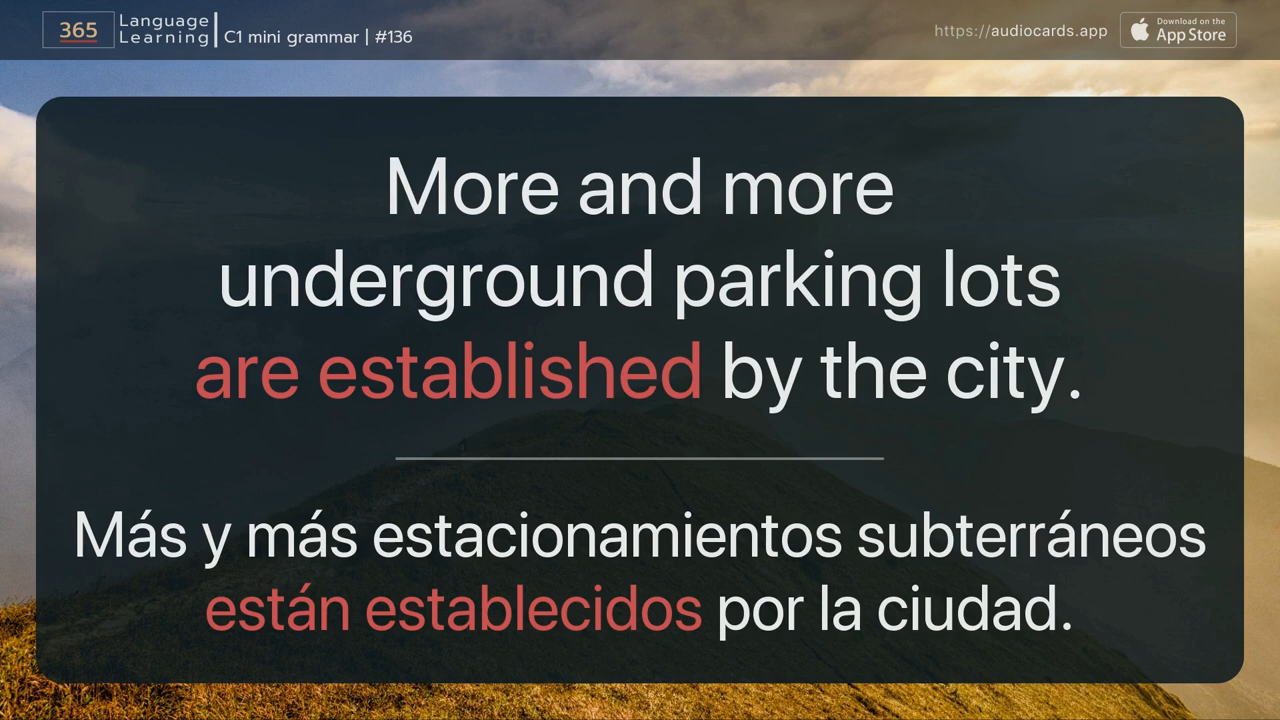 365
Language
Learning
C1 mini grammar | #136
https://audiocards.app
Download on the
App Store
More and more
underground parking lots
are established by the city.
Más y más estacionamientos subterráneos
están establecidos por la ciudad.